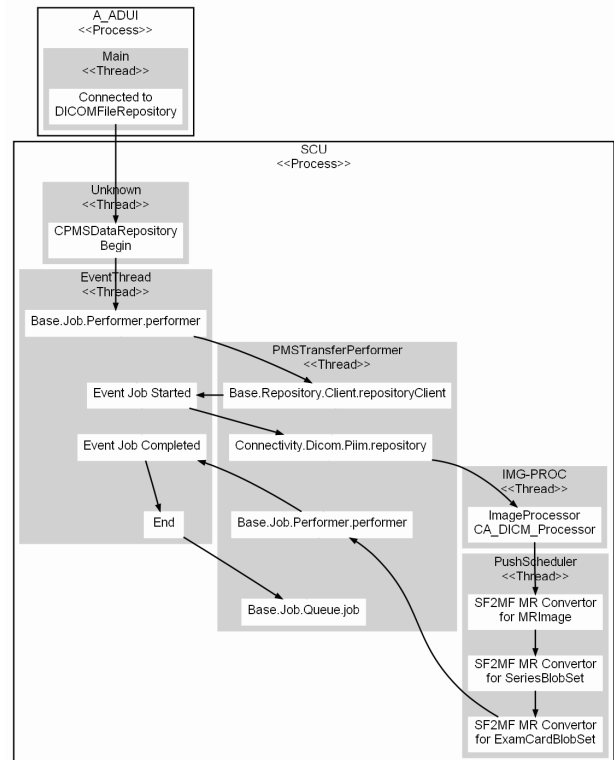 A_ADUI
<<Process>>
Main
<<Thread>>
Connected to
DICOMFileRepository
SCU
<<Process>>
Unknown
<<Thread>>
CPMSDataRepository
Begin
EventThread
<<Thread>>
Base.Job.Performer.performer
PMSTransferPerformer
<<Thread>>
Event Job Started
Base.Repository.Client.repositoryClient
Event Job Completed
Connectivity.Dicom.Piim.repository
IMG-PROC
<<Thread>>
ImageProcessor
CA_DICM_Processor
End
Base.Job.Performer.performer
PushScheduler
<<Thread>>
SF2MF MR Convertor
for MRImage
Base.Job.Queue.job
SF2MF MR Convertor
for SeriesBlobSet
SF2MF MR Convertor
for ExamCardBlobSet